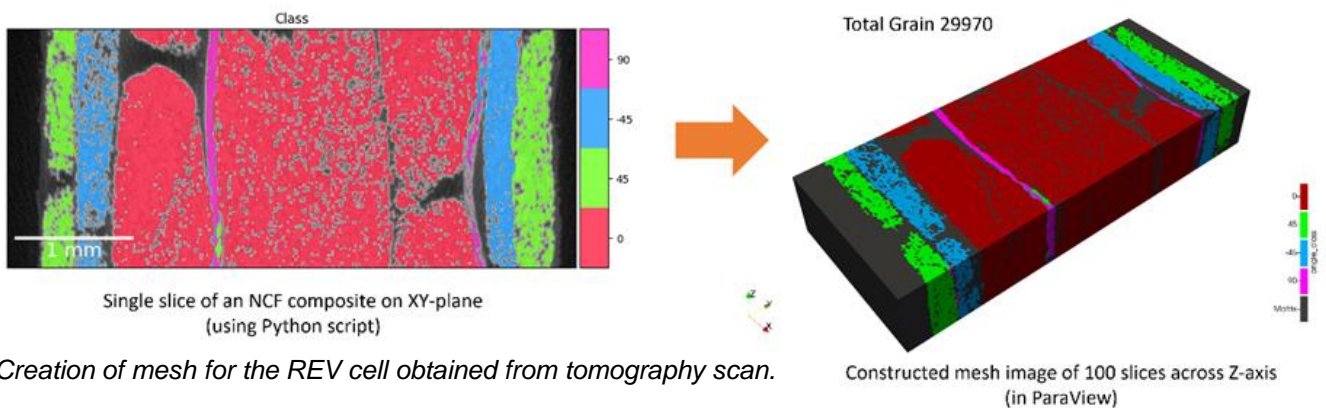 Class
90
-45
45
0
1 mm
Single slice of an NCF composite on XY-plane
(using Python script)
Creation of mesh for the REV cell obtained from tomography scan.
Total Grain 29970
0
45
-45
90
Matrix
angle_class
Z
Y
X
Constructed mesh image of 100 slices across Z-axis
(in ParaView)